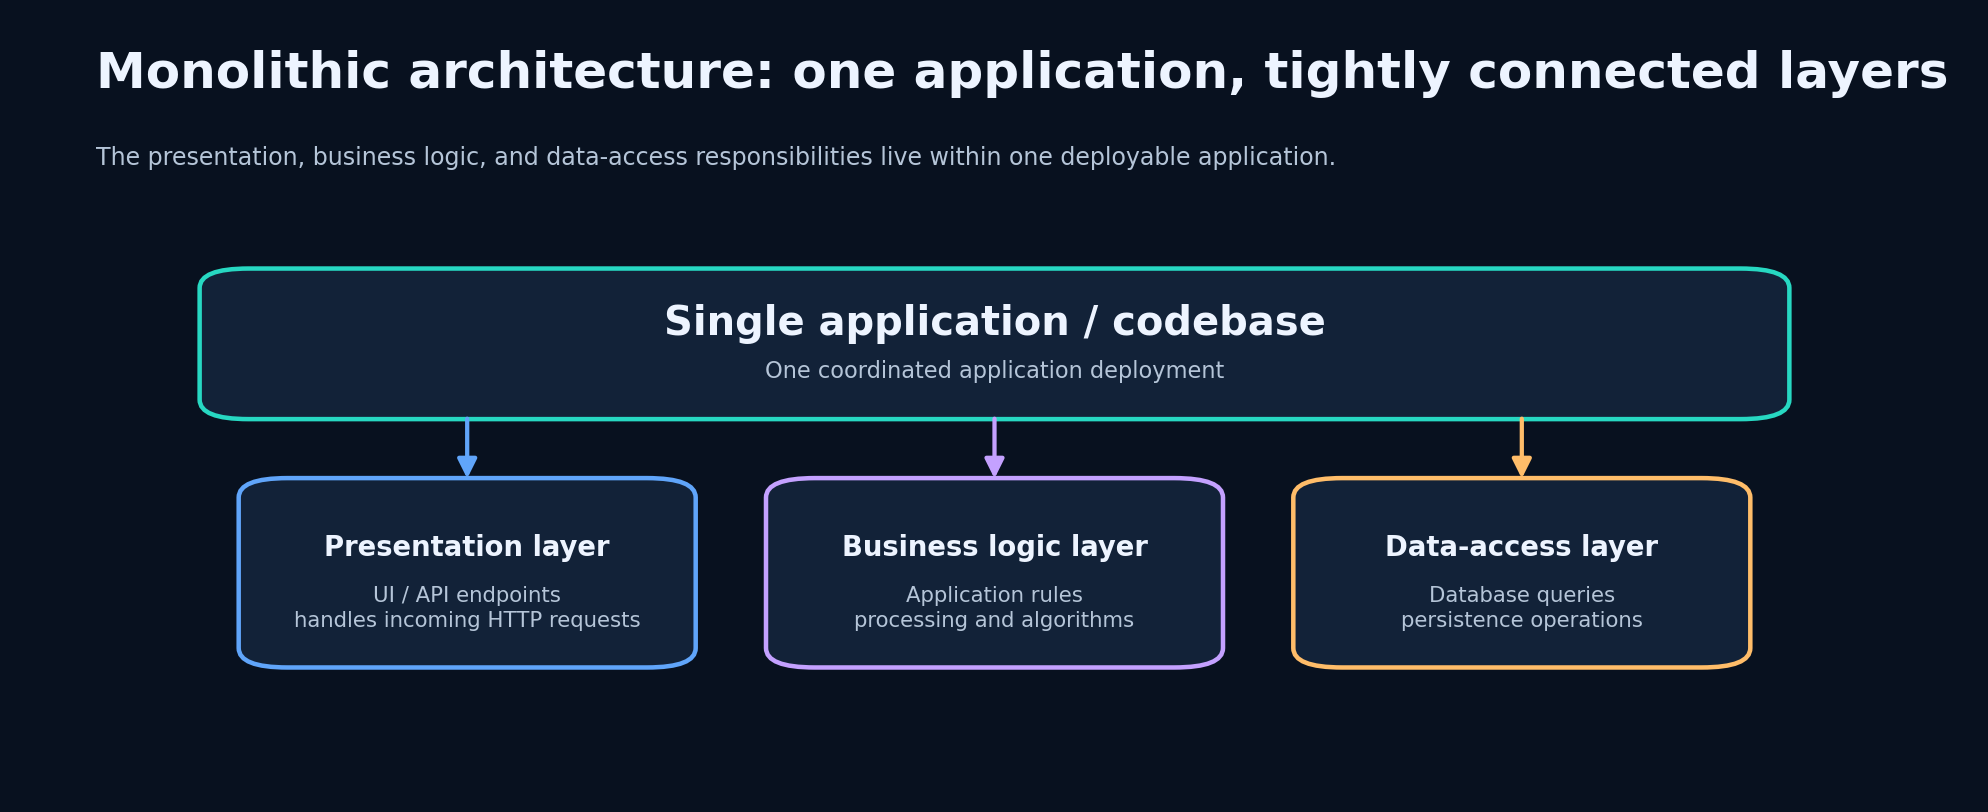 Monolithic architecture: one application, tightly connected layers
The presentation, business logic, and data-access responsibilities live within one deployable application.
Single application / codebase
One coordinated application deployment
Presentation layer
UI / API endpoints
handles incoming HTTP requests
Business logic layer
Application rules
processing and algorithms
Data-access layer
Database queries
persistence operations